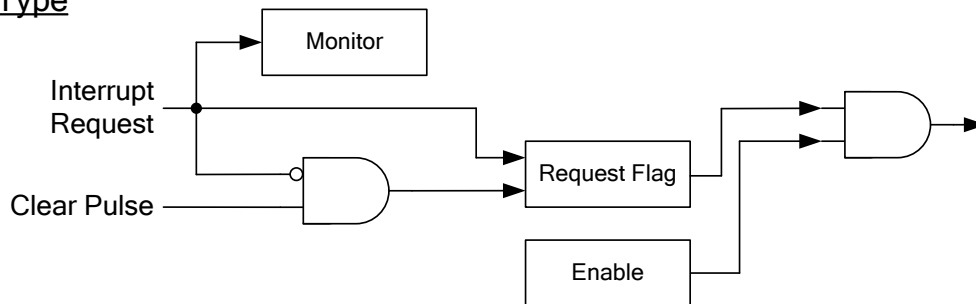 Type
Monitor
Interrupt
Request
Clear Pulse
Request Flag
Enable